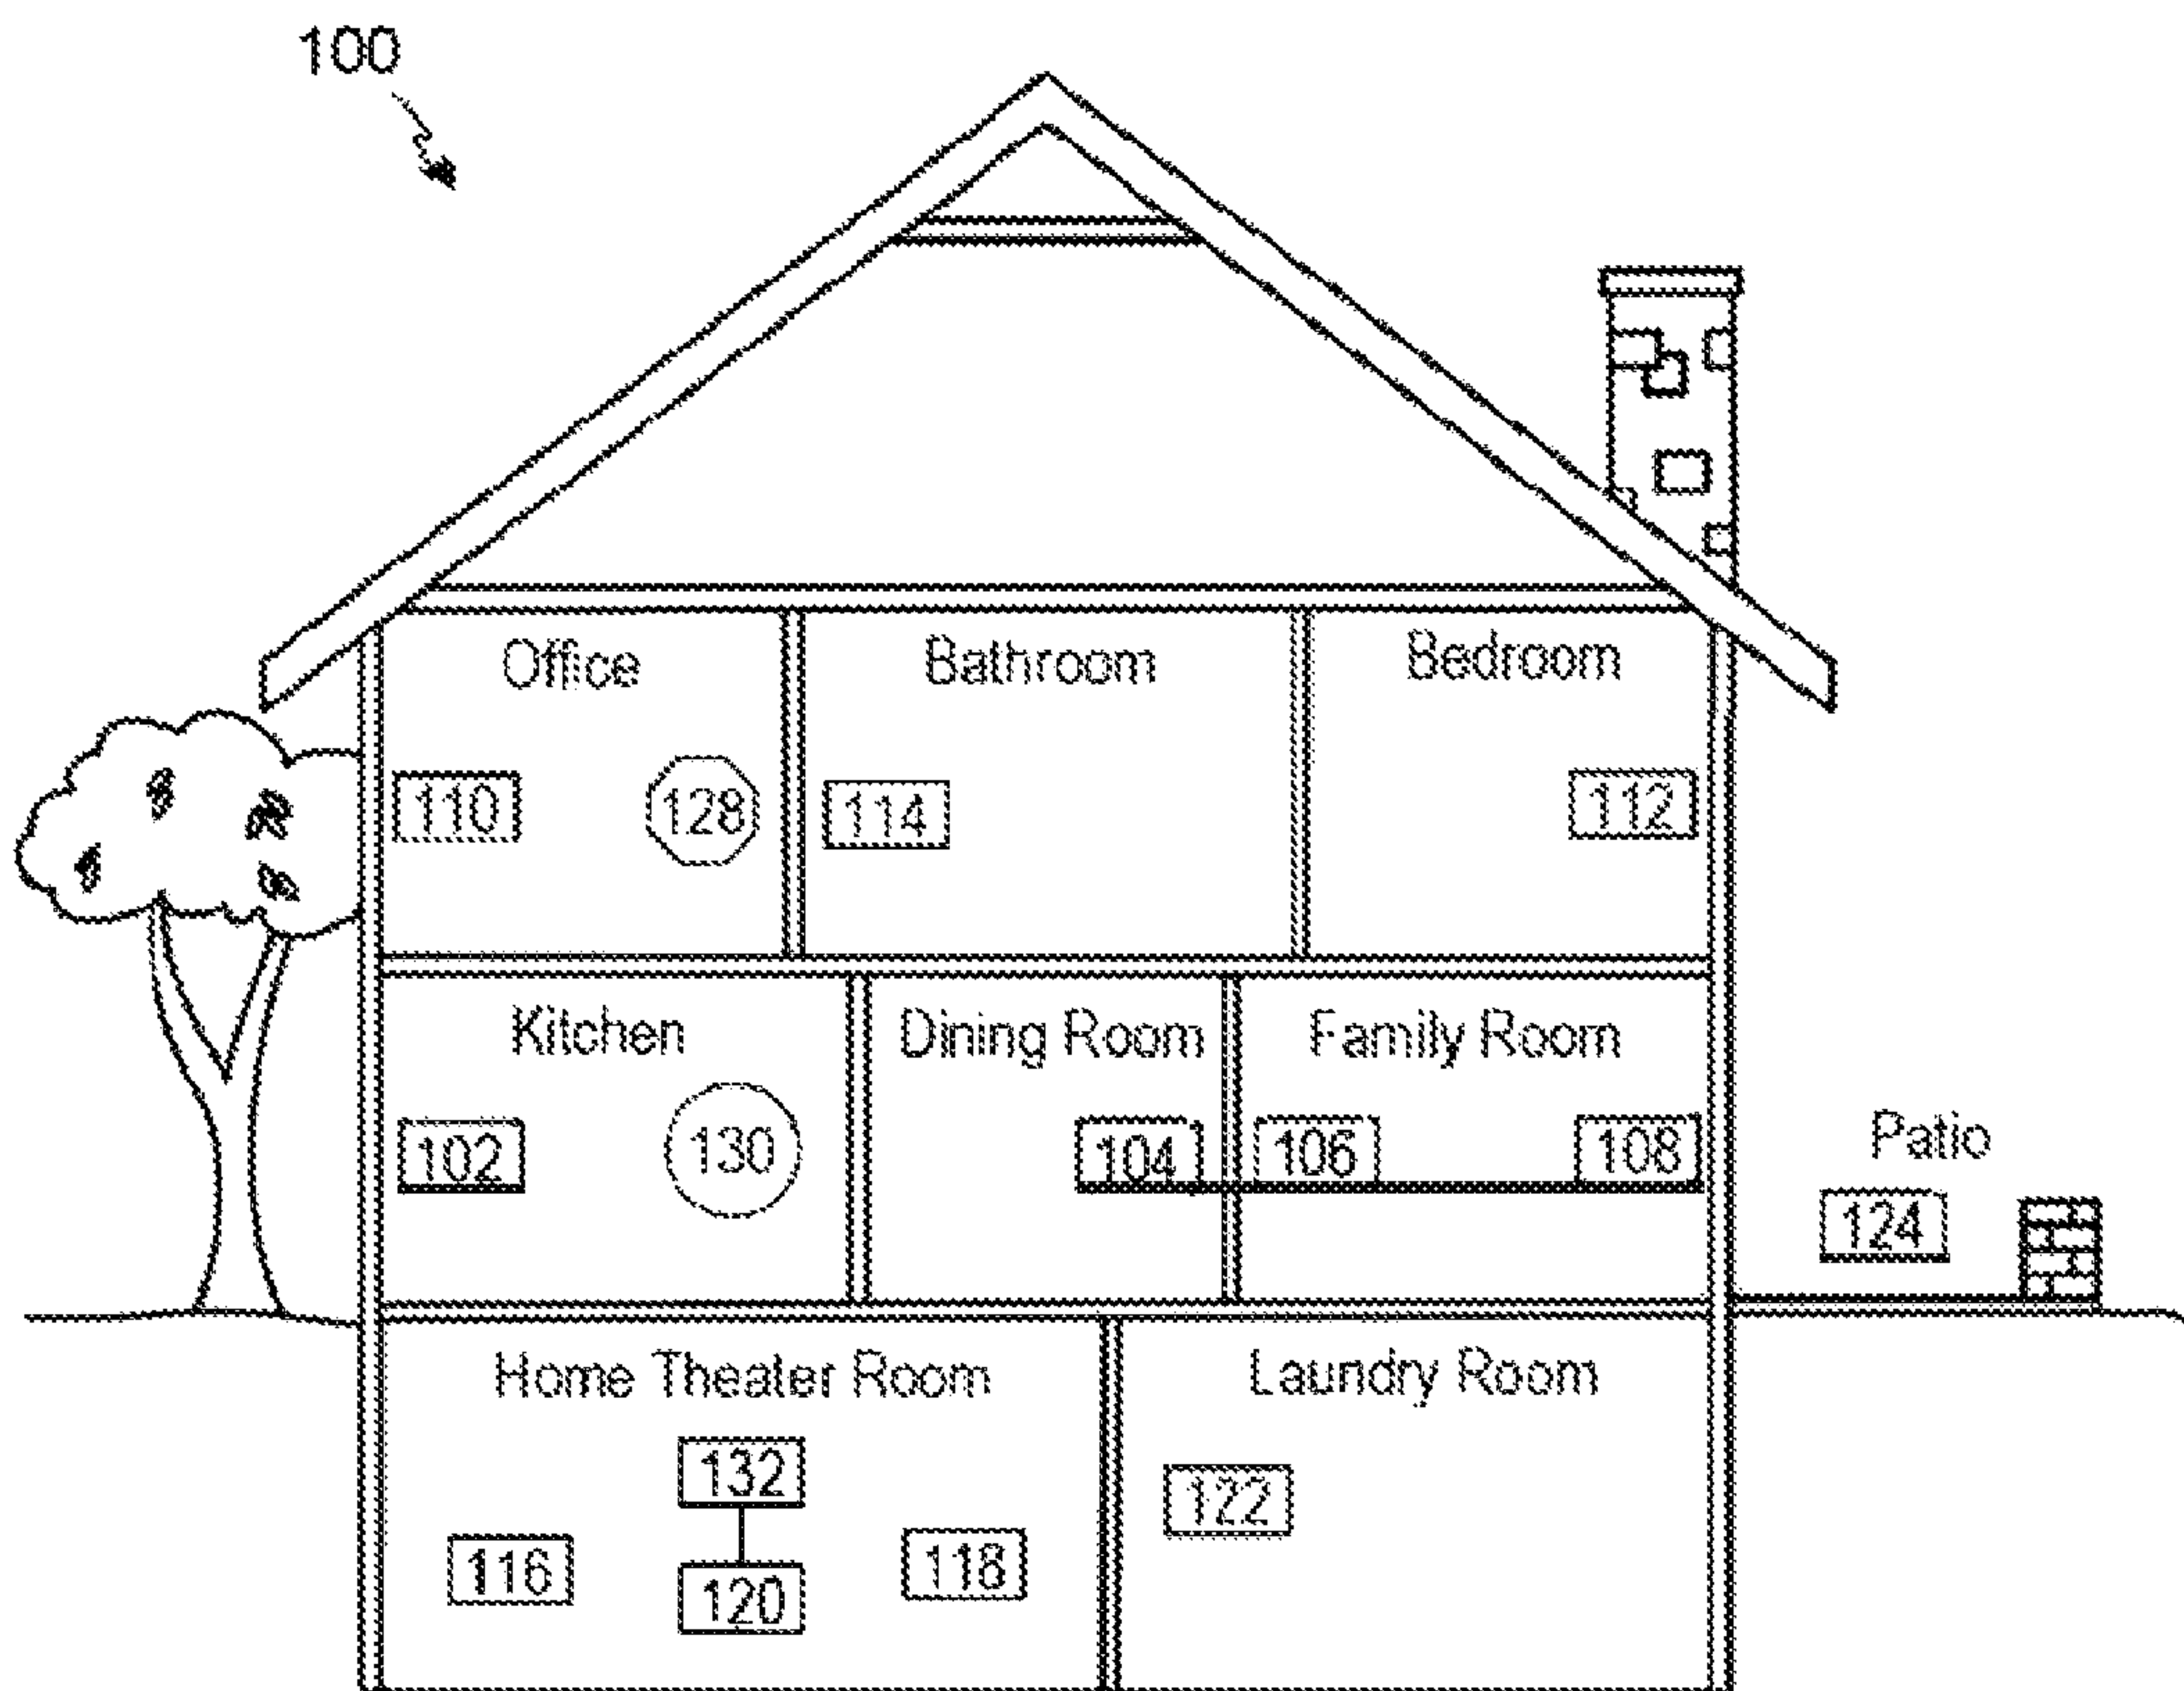 100
Office Bathroom Bedroom
110 128 114 112
Kitchen Dining Room Family Room
102 130 104 106 108
Patio
124
Home Theater Room Laundry Room
132
122
116 120 118